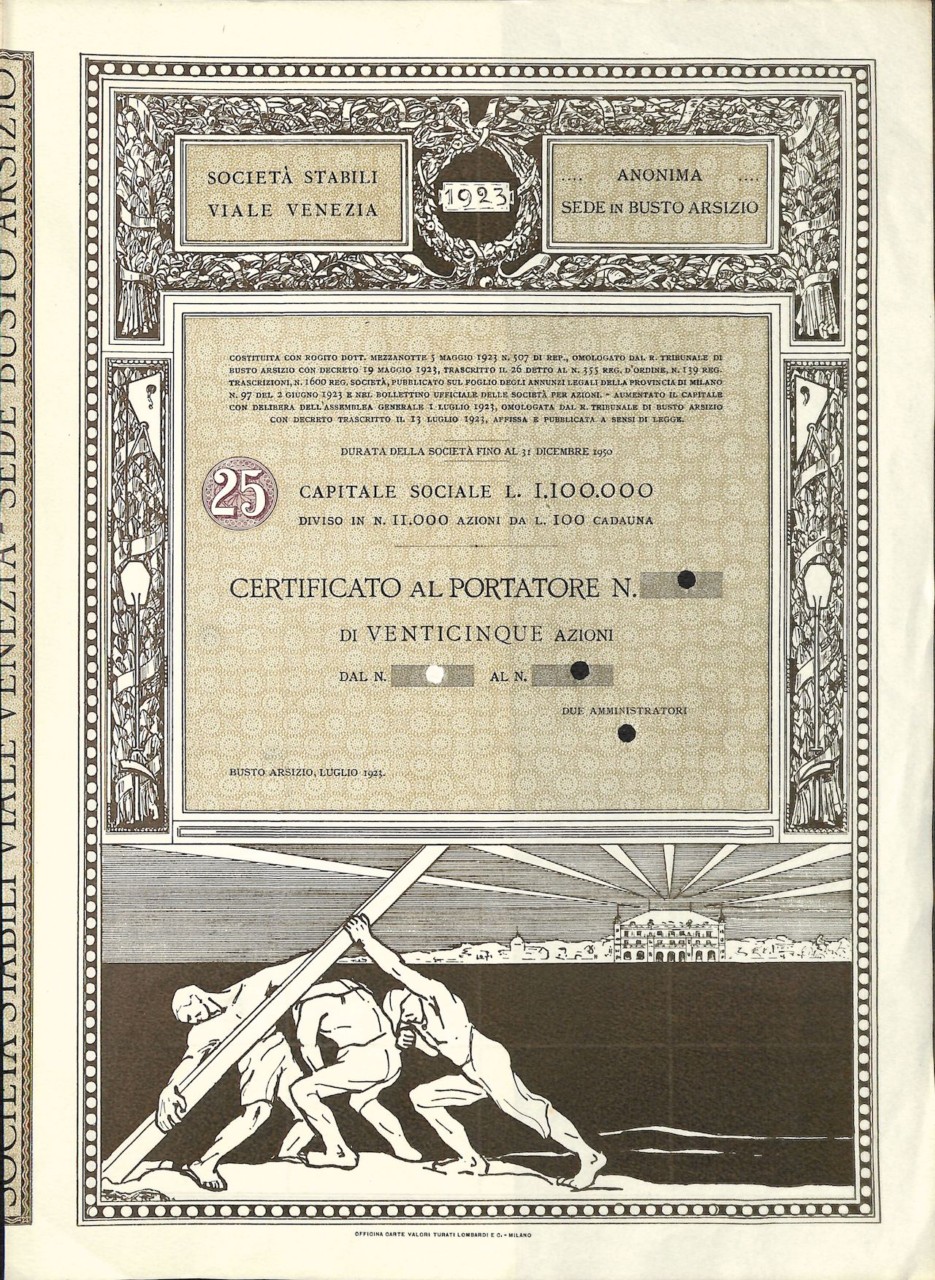 SOCIETÀ STABILI VIALE VENEZIA - SEDE BUSTO ARSIZIO
SOCIETÀ STABILI
VIALE VENEZIA
1923
.... ANONIMA ....
SEDE IN BUSTO ARSIZIO
COSTITUITA CON ROGITO DOTT. MEZZANOTTE 5 MAGGIO 1923 N. 507 DI REP., OMOLOGATO DAL R. TRIBUNALE DI
BUSTO ARSIZIO CON DECRETO 19 MAGGIO 1923, TRASCRITTO IL 26 DETTO AL N. 355 REG. D'ORDINE, N. 139 REG.
TRASCRIZIONI, N. 1600 REG. SOCIETÀ, PUBBLICATO SUL FOGLIO DEGLI ANNUNZI LEGALI DELLA PROVINCIA DI MILANO
N. 97 DEL 2 GIUGNO 1923 E NEL BOLLETTINO UFFICIALE DELLE SOCIETÀ PER AZIONI. - AUMENTATO IL CAPITALE
CON DELIBERA DELL'ASSEMBLEA GENERALE 1 LUGLIO 1923, OMOLOGATA DAL R. TRIBUNALE DI BUSTO ARSIZIO
CON DECRETO TRASCRITTO IL 13 LUGLIO 1923, AFFISSA E PUBBLICATA A SENSI DI LEGGE.
DURATA DELLA SOCIETÀ FINO AL 31 DICEMBRE 1950
25
CAPITALE SOCIALE L. 1.100.000
DIVISO IN N. 11.000 AZIONI DA L. 100 CADAUNA
CERTIFICATO AL PORTATORE N.
DI VENTICINQUE AZIONI
DAL N. AL N.
DUE AMMINISTRATORI
BUSTO ARSIZIO, LUGLIO 1923.
OFFICINA CARTE VALORI TURATI LOMBARDI E C. - MILANO